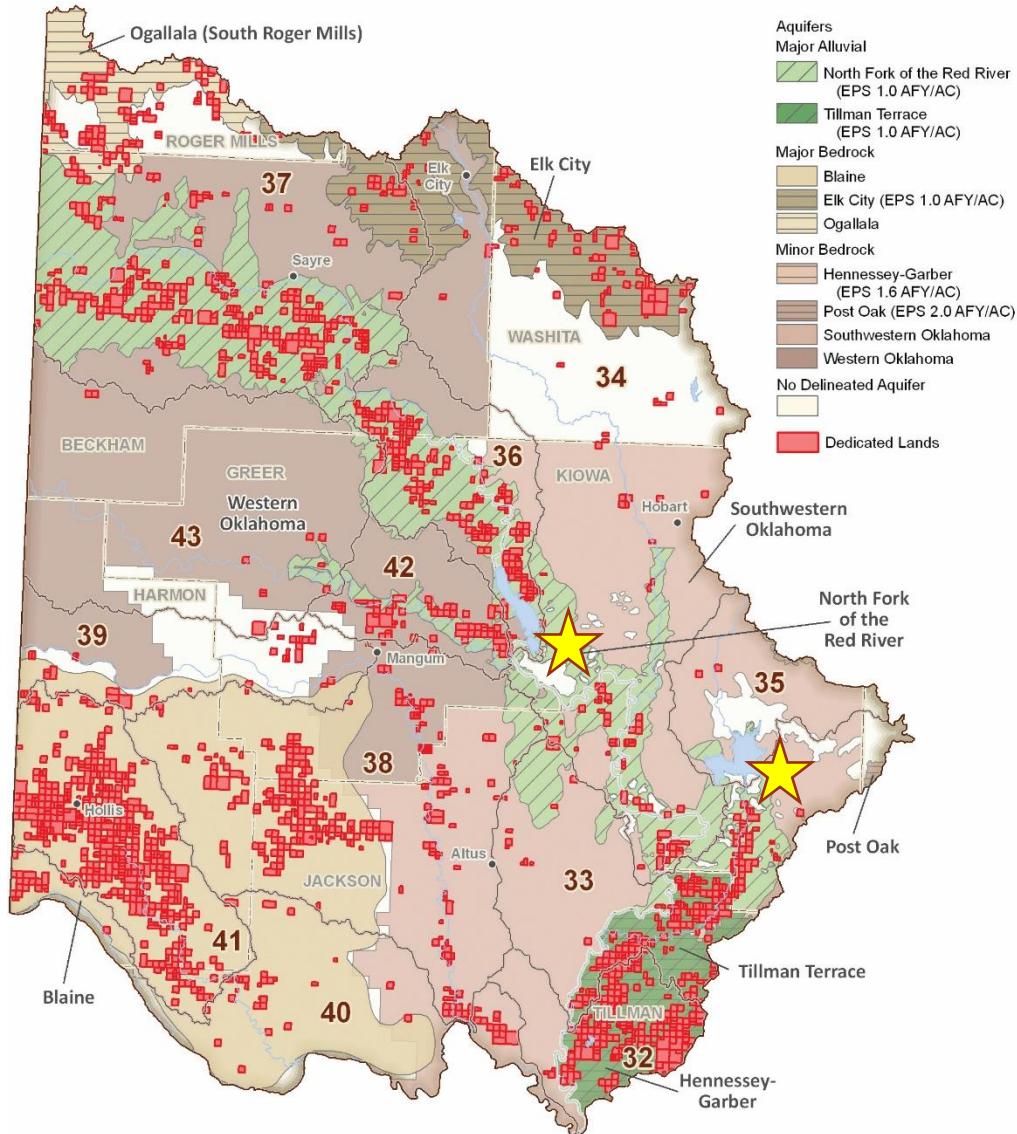 Ogallala (South Roger Mills)
Aquifers
Major Alluvial
North Fork of the Red River
(EPS 1.0 AFY/AC)
Tillman Terrace
(EPS 1.0 AFY/AC)
Major Bedrock
Blaine
Elk City (EPS 1.0 AFY/AC)
Ogallala
Minor Bedrock
Hennessey-Garber
(EPS 1.6 AFY/AC)
Post Oak (EPS 2.0 AFY/AC)
Southwestern Oklahoma
Western Oklahoma
No Delineated Aquifer
Dedicated Lands
ROGER MILLS
37
Elk
City
Elk City
Sayre
WASHITA
34
BECKHAM
GREER
36
KIOWA
Western
Oklahoma
Hobart
Southwestern
Oklahoma
43
42
HARMON
North Fork
of the
Red River
39
Mangum
35
38
Hollis
Post Oak
Altus
JACKSON
33
41
Tillman Terrace
Blaine
40
TILLMAN
32
Hennessey-
Garber